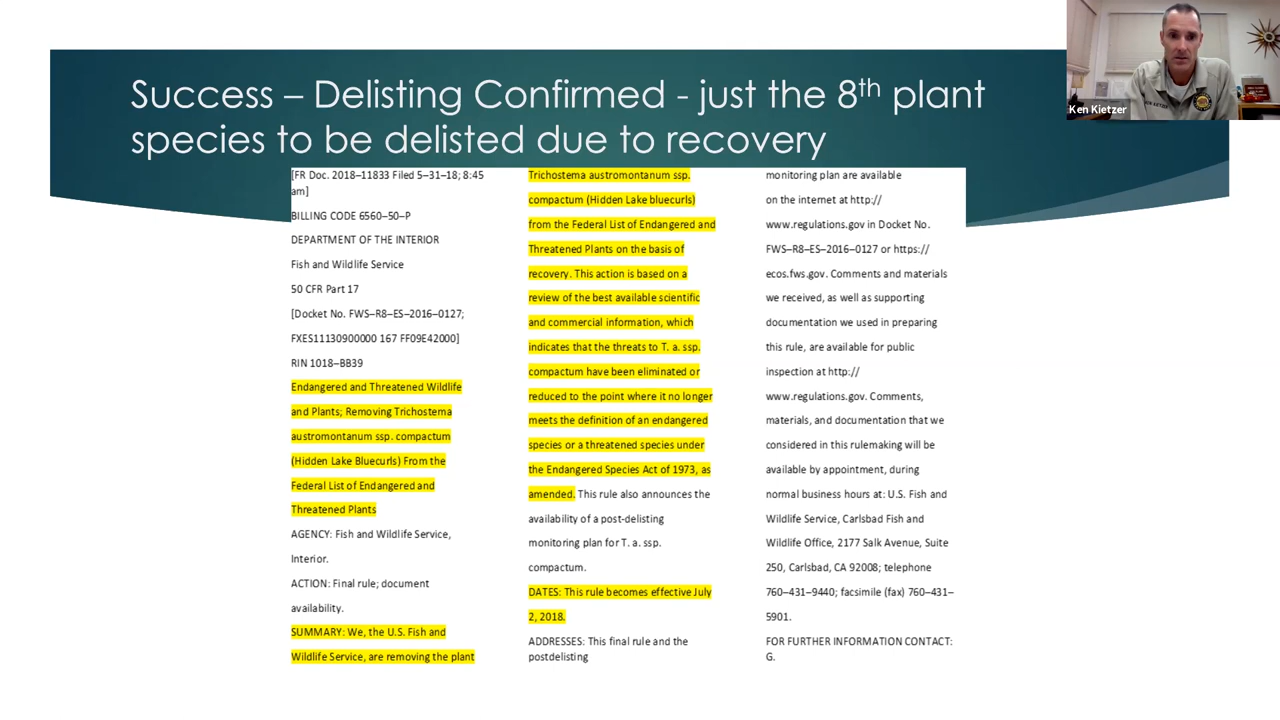 Success – Delisting Confirmed - just the 8th plant
species to be delisted due to recovery
Ken Kietzer
[FR Doc. 2018–11833 Filed 5–31–18; 8:45
am]
BILLING CODE 6560–50–P
DEPARTMENT OF THE INTERIOR
Fish and Wildlife Service
50 CFR Part 17
[Docket No. FWS–R8–ES–2016–0127;
FXES11130900000 167 FF09E42000]
RIN 1018–BB39
Endangered and Threatened Wildlife
and Plants; Removing Trichostema
austromontanum ssp. compactum
(Hidden Lake Bluecurls) From the
Federal List of Endangered and
Threatened Plants
AGENCY: Fish and Wildlife Service,
Interior.
ACTION: Final rule; document
availability.
SUMMARY: We, the U.S. Fish and
Wildlife Service, are removing the plant
Trichostema austromontanum ssp.
compactum (Hidden Lake bluecurls)
from the Federal List of Endangered and
Threatened Plants on the basis of
recovery. This action is based on a
review of the best available scientific
and commercial information, which
indicates that the threats to T. a. ssp.
compactum have been eliminated or
reduced to the point where it no longer
meets the definition of an endangered
species or a threatened species under
the Endangered Species Act of 1973, as
amended. This rule also announces the
availability of a post-delisting
monitoring plan for T. a. ssp.
compactum.
DATES: This rule becomes effective July
2, 2018.
ADDRESSES: This final rule and the
postdelisting
monitoring plan are available
on the internet at http://
www.regulations.gov in Docket No.
FWS–R8–ES–2016–0127 or https://
ecos.fws.gov. Comments and materials
we received, as well as supporting
documentation we used in preparing
this rule, are available for public
inspection at http://
www.regulations.gov. Comments,
materials, and documentation that we
considered in this rulemaking will be
available by appointment, during
normal business hours at: U.S. Fish and
Wildlife Service, Carlsbad Fish and
Wildlife Office, 2177 Salk Avenue, Suite
250, Carlsbad, CA 92008; telephone
760–431–9440; facsimile (fax) 760–431–
5901.
FOR FURTHER INFORMATION CONTACT:
G.